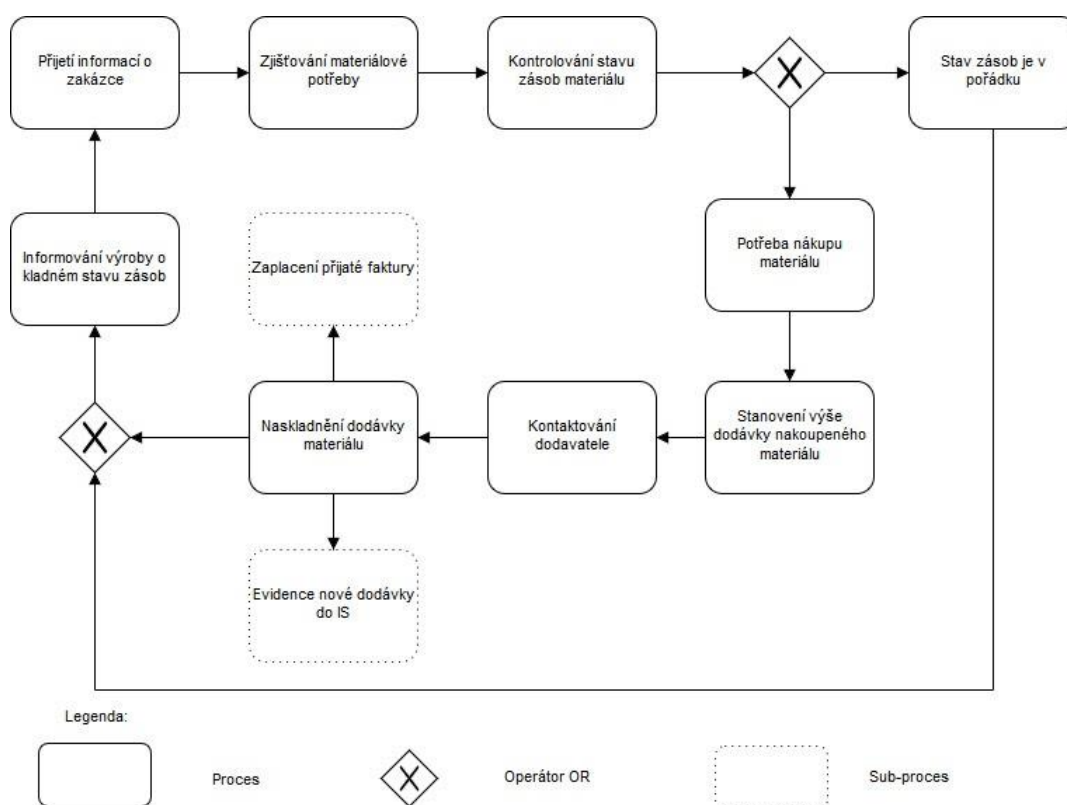 Přijetí informací o
zakázce
Zjišťování materiálové
potřeby
Kontrolování stavu
zásob materiálu
Stav zásob je v
pořádku
Informování výroby o
kladném stavu zásob
Zaplacení přijaté faktury
Potřeba nákupu
materiálu
Naskladnění dodávky
materiálu
Kontaktování
dodavatele
Stanovení výše
dodávky nakoupeného
materiálu
Evidence nové dodávky
do IS
Legenda:
Proces
Operátor OR
Sub-proces